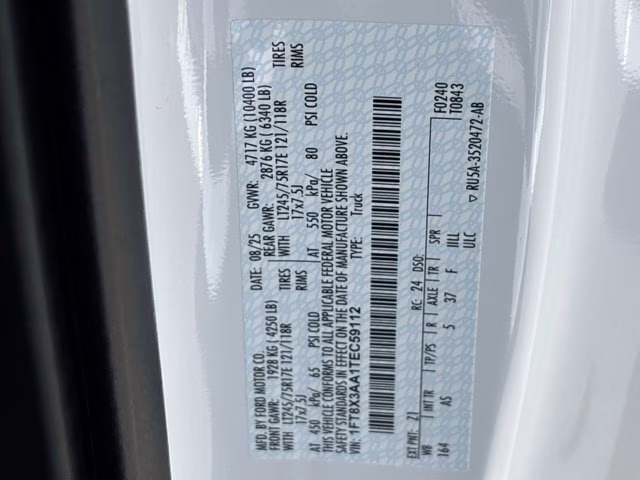 MFD. BY FORD MOTOR CO.
DATE: 08/25 GVWR: 4717 KG (10400 LB)
FRONT GAWR: 1928 KG ( 4250 LB) REAR GAWR: 2876 KG ( 6340 LB)
LT245/75R17E 121/118R TIRES WITH LT245/75R17E 121/118R TIRES
17x7.5J RIMS 17x7.5J RIMS
AT 450 kPa/ 65 PSI COLD AT 550 kPa/ 80 PSI COLD
THIS VEHICLE CONFORMS TO ALL APPLICABLE FEDERAL MOTOR VEHICLE
SAFETY STANDARDS IN EFFECT ON THE DATE OF MANUFACTURE SHOWN ABOVE.
VIN: 1FT8X3AA1TEC59112 TYPE: Truck
F0240
T0843
EXT PNT: Z1 RC: 24 DSO:
WB INT TR TP/PS R AXLE TR SPR
164 AS 5 37 F JJLL
ULC
▽ RU5A-3520472-AB